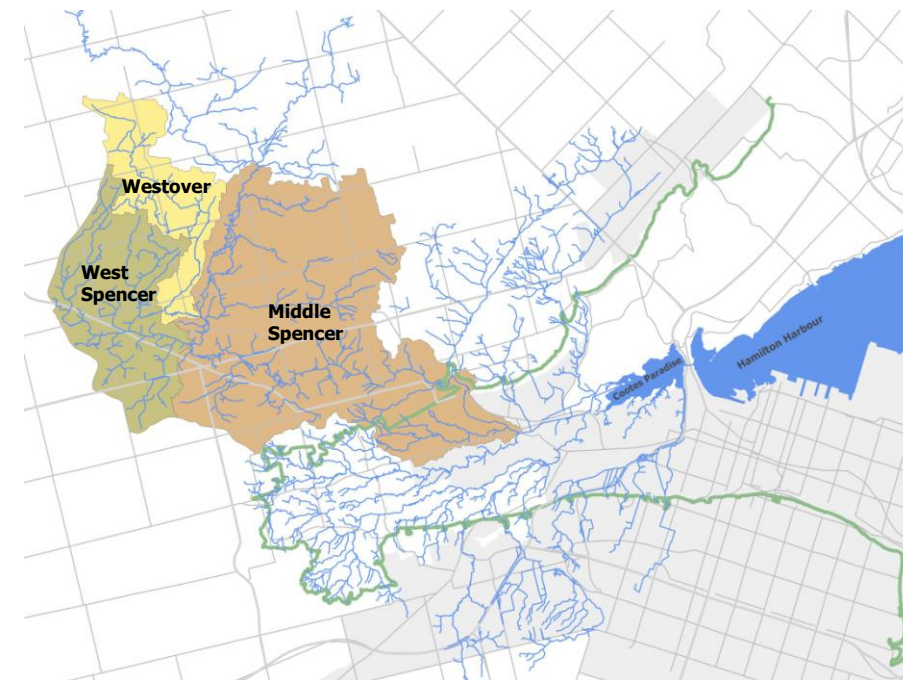 Westover
West
Spencer
Middle
Spencer
Cootes Paradise
Hamilton Harbour